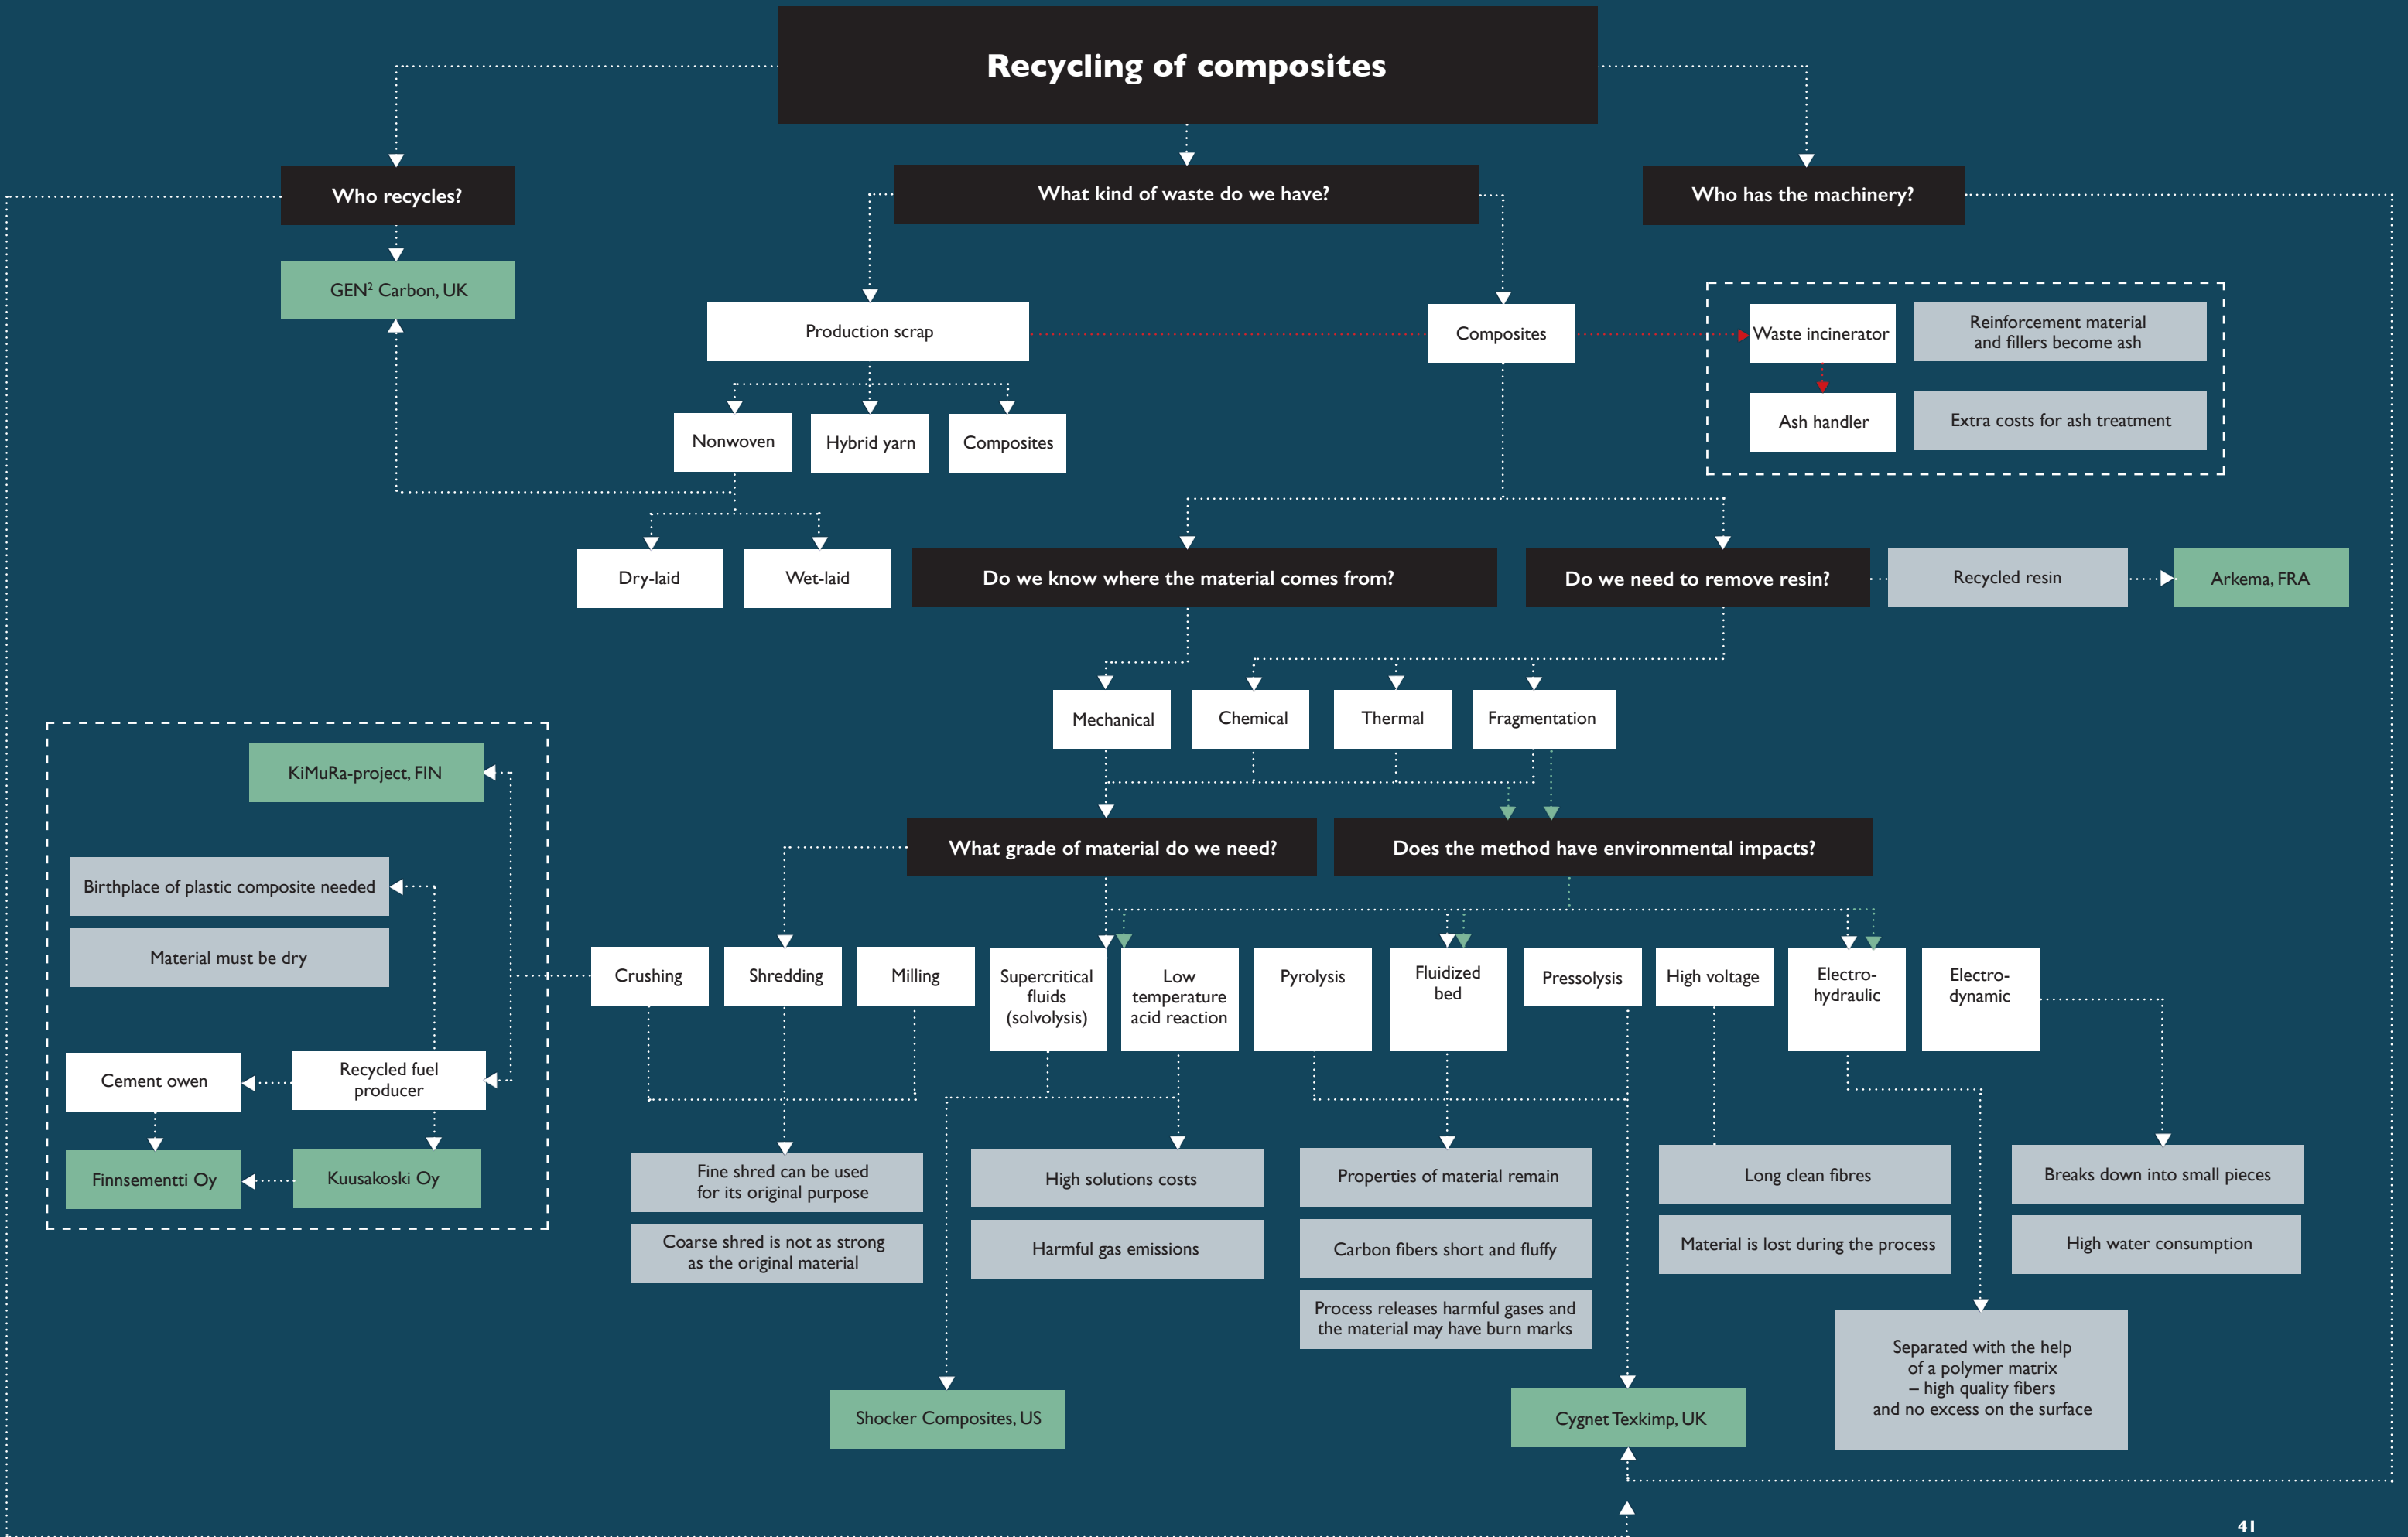 Recycling of composites
Who recycles?
What kind of waste do we have?
Who has the machinery?
GEN² Carbon, UK
Production scrap
Composites
Waste incinerator
Reinforcement material
and fillers become ash
Nonwoven
Hybrid yarn
Composites
Ash handler
Extra costs for ash treatment
Dry-laid
Wet-laid
Do we know where the material comes from?
Do we need to remove resin?
Recycled resin
Arkema, FRA
Mechanical
Chemical
Thermal
Fragmentation
KiMuRa-project, FIN
What grade of material do we need?
Does the method have environmental impacts?
Birthplace of plastic composite needed
Material must be dry
Crushing
Shredding
Milling
Supercritical
fluids
(solvolysis)
Low
temperature
acid reaction
Pyrolysis
Fluidized
bed
Pressolysis
High voltage
Electro-
hydraulic
Electro-
dynamic
Cement owen
Recycled fuel
producer
Finnsementti Oy
Kuusakoski Oy
Fine shred can be used
for its original purpose
High solutions costs
Properties of material remain
Long clean fibres
Breaks down into small pieces
Coarse shred is not as strong
as the original material
Harmful gas emissions
Carbon fibers short and fluffy
Material is lost during the process
High water consumption
Process releases harmful gases and
the material may have burn marks
Separated with the help
of a polymer matrix
– high quality fibers
and no excess on the surface
Shocker Composites, US
Cygnet Texkimp, UK
41